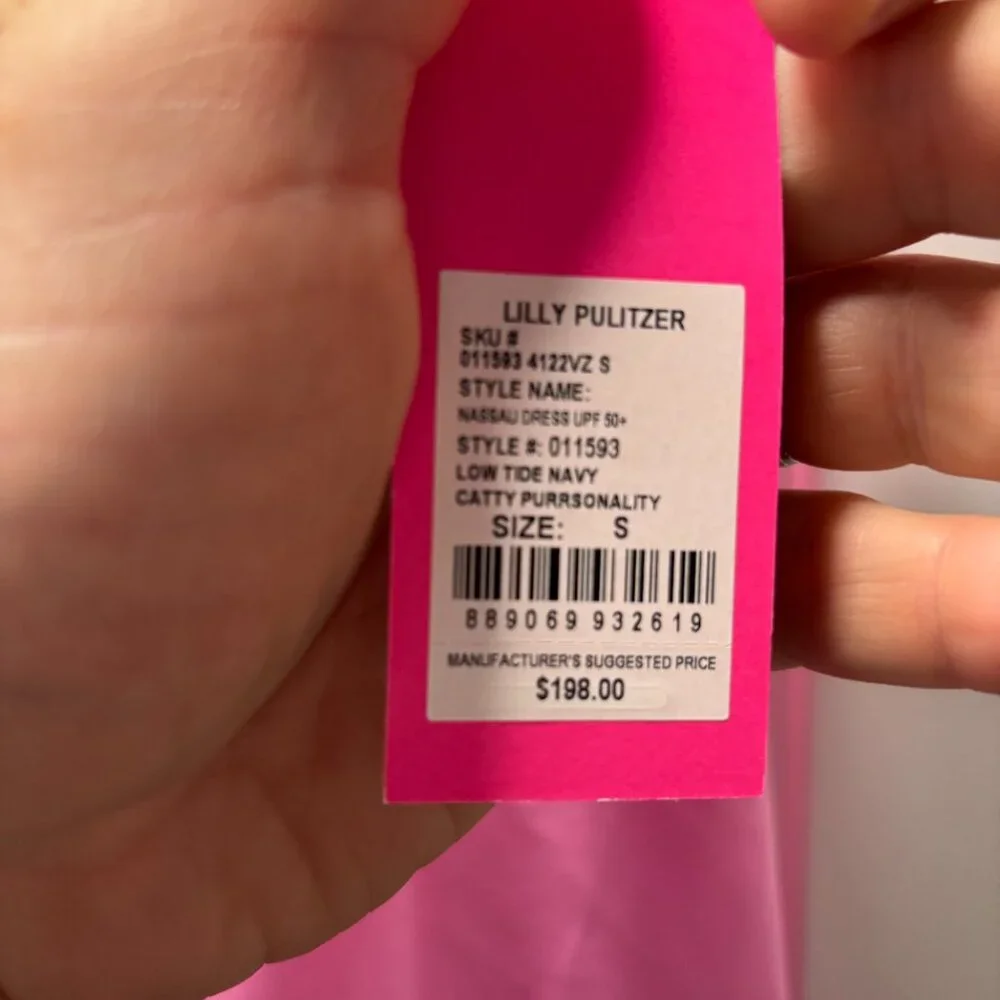 LILLY PULITZER
SKU #
011593 4122VZ S
STYLE NAME:
NASSAU DRESS UPF 50+
STYLE #: 011593
LOW TIDE NAVY
CATTY PURRSONALITY
SIZE: S
889069 932619
MANUFACTURER'S SUGGESTED PRICE
$198.00